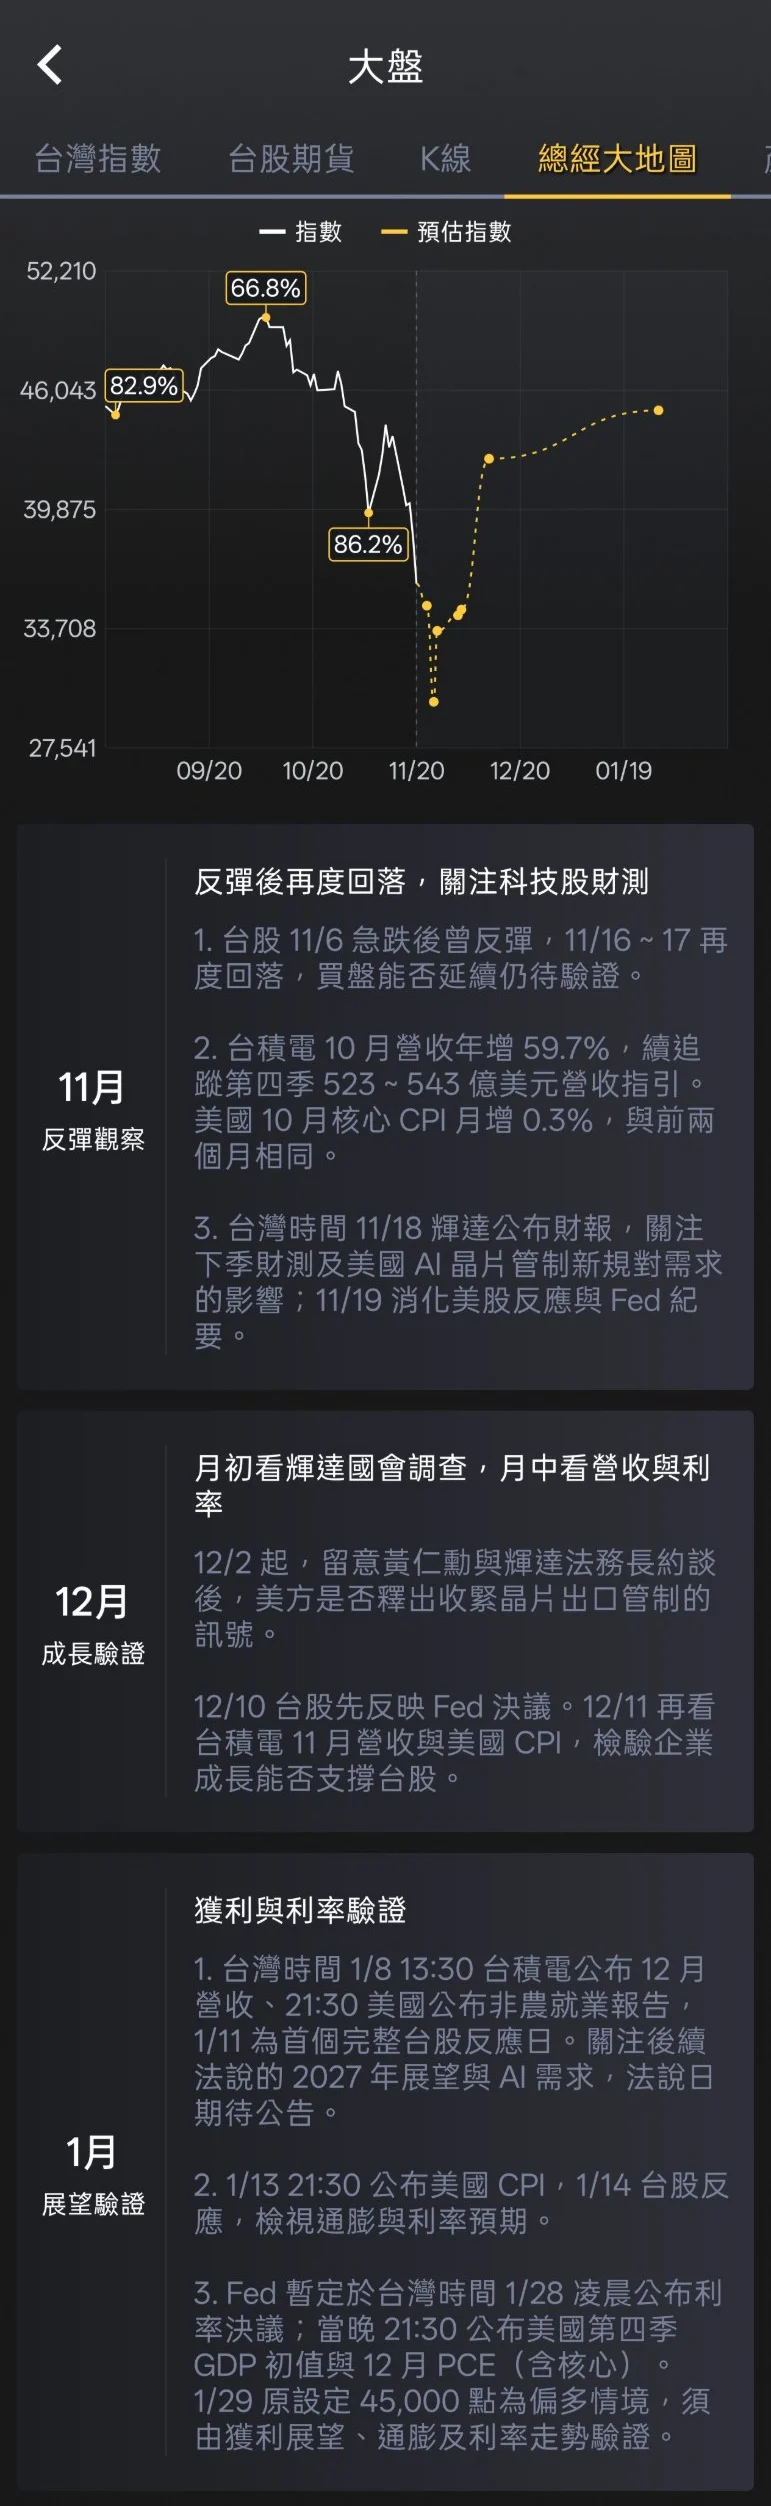 大盤
台灣指數
台股期貨
K線
總經大地圖
指數
預估指數
52,210
46,043
39,875
33,708
27,541
82.9%
66.8%
86.2%
09/20
10/20
11/20
12/20
01/19
11月
反彈觀察
反彈後再度回落，關注科技股財測
1. 台股 11/6 急跌後曾反彈，11/16 ~ 17 再
度回落，買盤能否延續仍待驗證。
2. 台積電 10 月營收年增 59.7%，續追
蹤第四季 523 ~ 543 億美元營收指引。
美國 10 月核心 CPI 月增 0.3%，與前兩
個月相同。
3. 台灣時間 11/18 輝達公布財報，關注
下季財測及美國 AI 晶片管制新規對需求
的影響；11/19 消化美股反應與 Fed 紀
要。
12月
成長驗證
月初看輝達國會調查，月中看營收與利
率
12/2 起，留意黃仁勳與輝達法務長約談
後，美方是否釋出收緊晶片出口管制的
訊號。
12/10 台股先反映 Fed 決議。12/11 再看
台積電 11 月營收與美國 CPI，檢驗企業
成長能否支撐台股。
1月
展望驗證
獲利與利率驗證
1. 台灣時間 1/8 13:30 台積電公布 12 月
營收、21:30 美國公布非農就業報告，
1/11 為首個完整台股反應日。關注後續
法說的 2027 年展望與 AI 需求，法說日
期待公告。
2. 1/13 21:30 公布美國 CPI，1/14 台股反
應，檢視通膨與利率預期。
3. Fed 暫定於台灣時間 1/28 凌晨公布利
率決議；當晚 21:30 公布美國第四季
GDP 初值與 12 月 PCE（含核心）。
1/29 原設定 45,000 點為偏多情境，須
由獲利展望、通膨及利率走勢驗證。